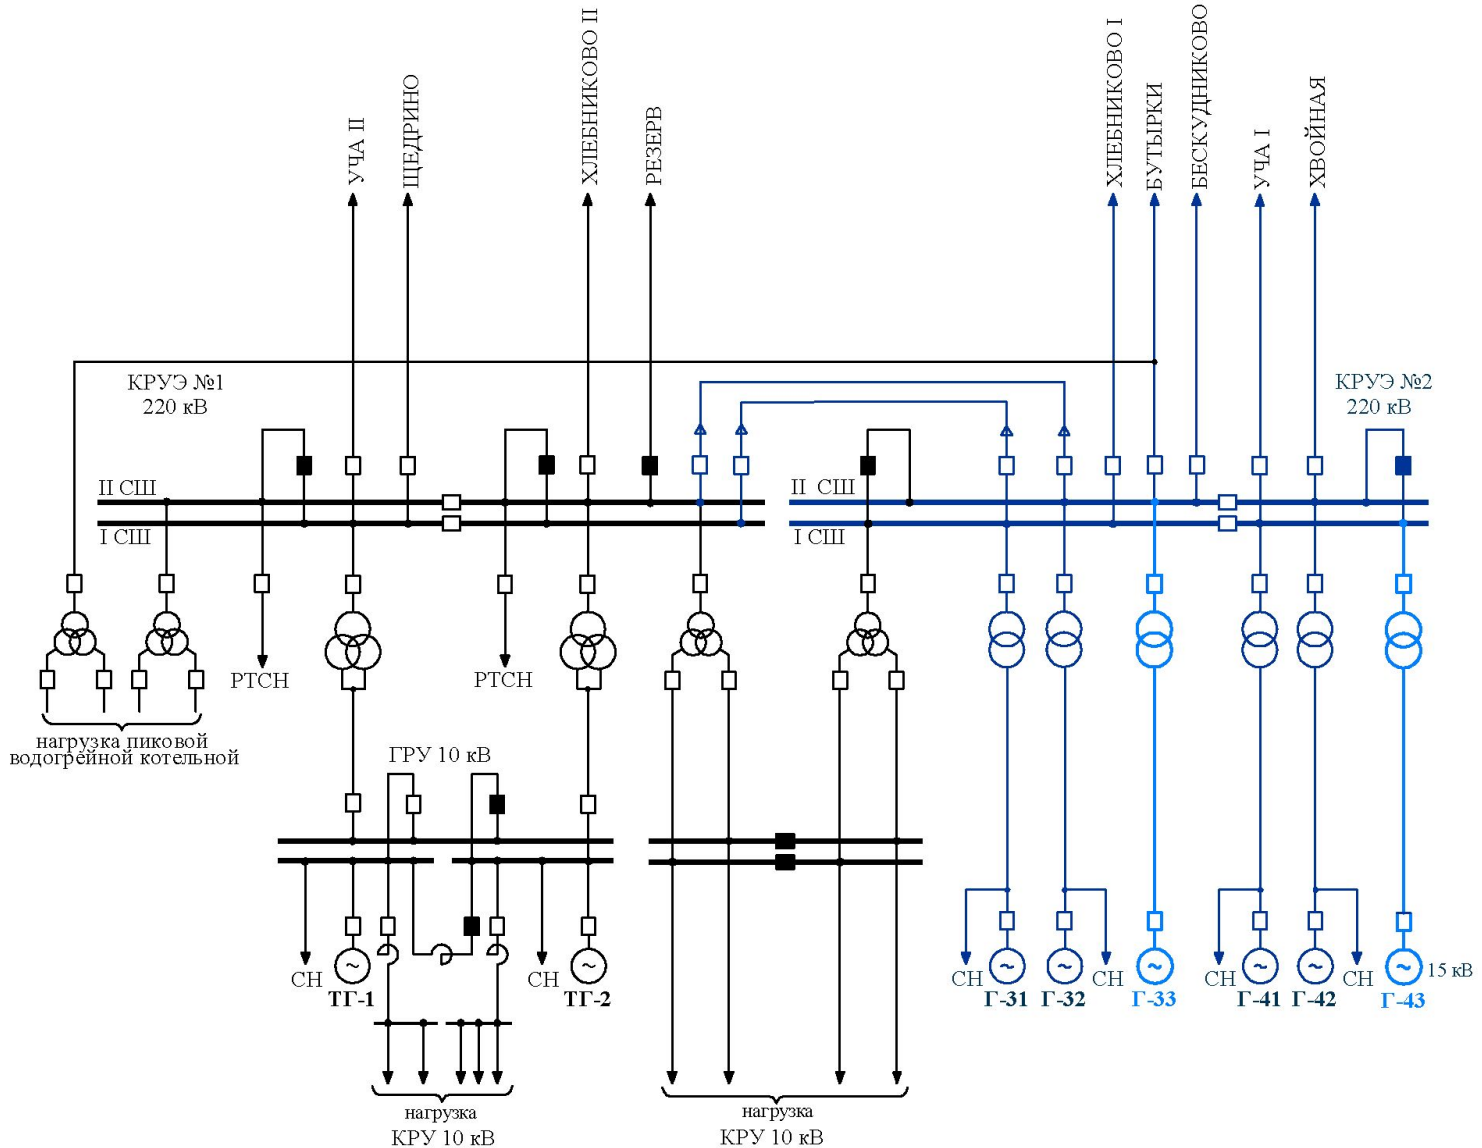 УЧА II
ЩЕДРИНО
ХЛЕБНИКОВО II
РЕЗЕРВ
ХЛЕБНИКОВО I
БУТЫРКИ
БЕСКУДНИКОВО
УЧА I
ХВОЙНАЯ
КРУЭ №1
220 кВ
КРУЭ №2
220 кВ
II СШ
I СШ
II СШ
I СШ
РТСН
РТСН
нагрузка пиковой
водогрейной котельной
ГРУ 10 кВ
СН
ТГ-1
СН
ТГ-2
СН
Г-31
Г-32
СН
Г-33
СН
Г-41
Г-42
СН
Г-43
15 кВ
нагрузка
КРУ 10 кВ
нагрузка
КРУ 10 кВ